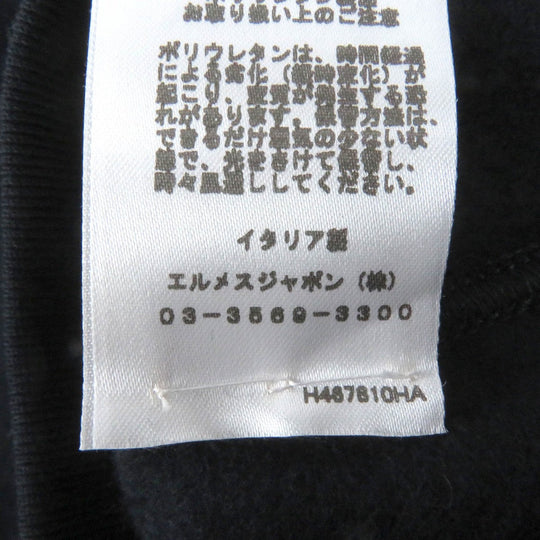 お取り扱い上のご注意
ポリウレタンは、時間経過
による劣化(経時変化)が
起こり、変質が発生する恐
れがあります。保管方法は、
できるだけ湿気の少ない状
態で、光をさけて保管し、
時々風通ししてください。
イタリア製
エルメスジャポン(株)
03-3569-3300
H467610HA